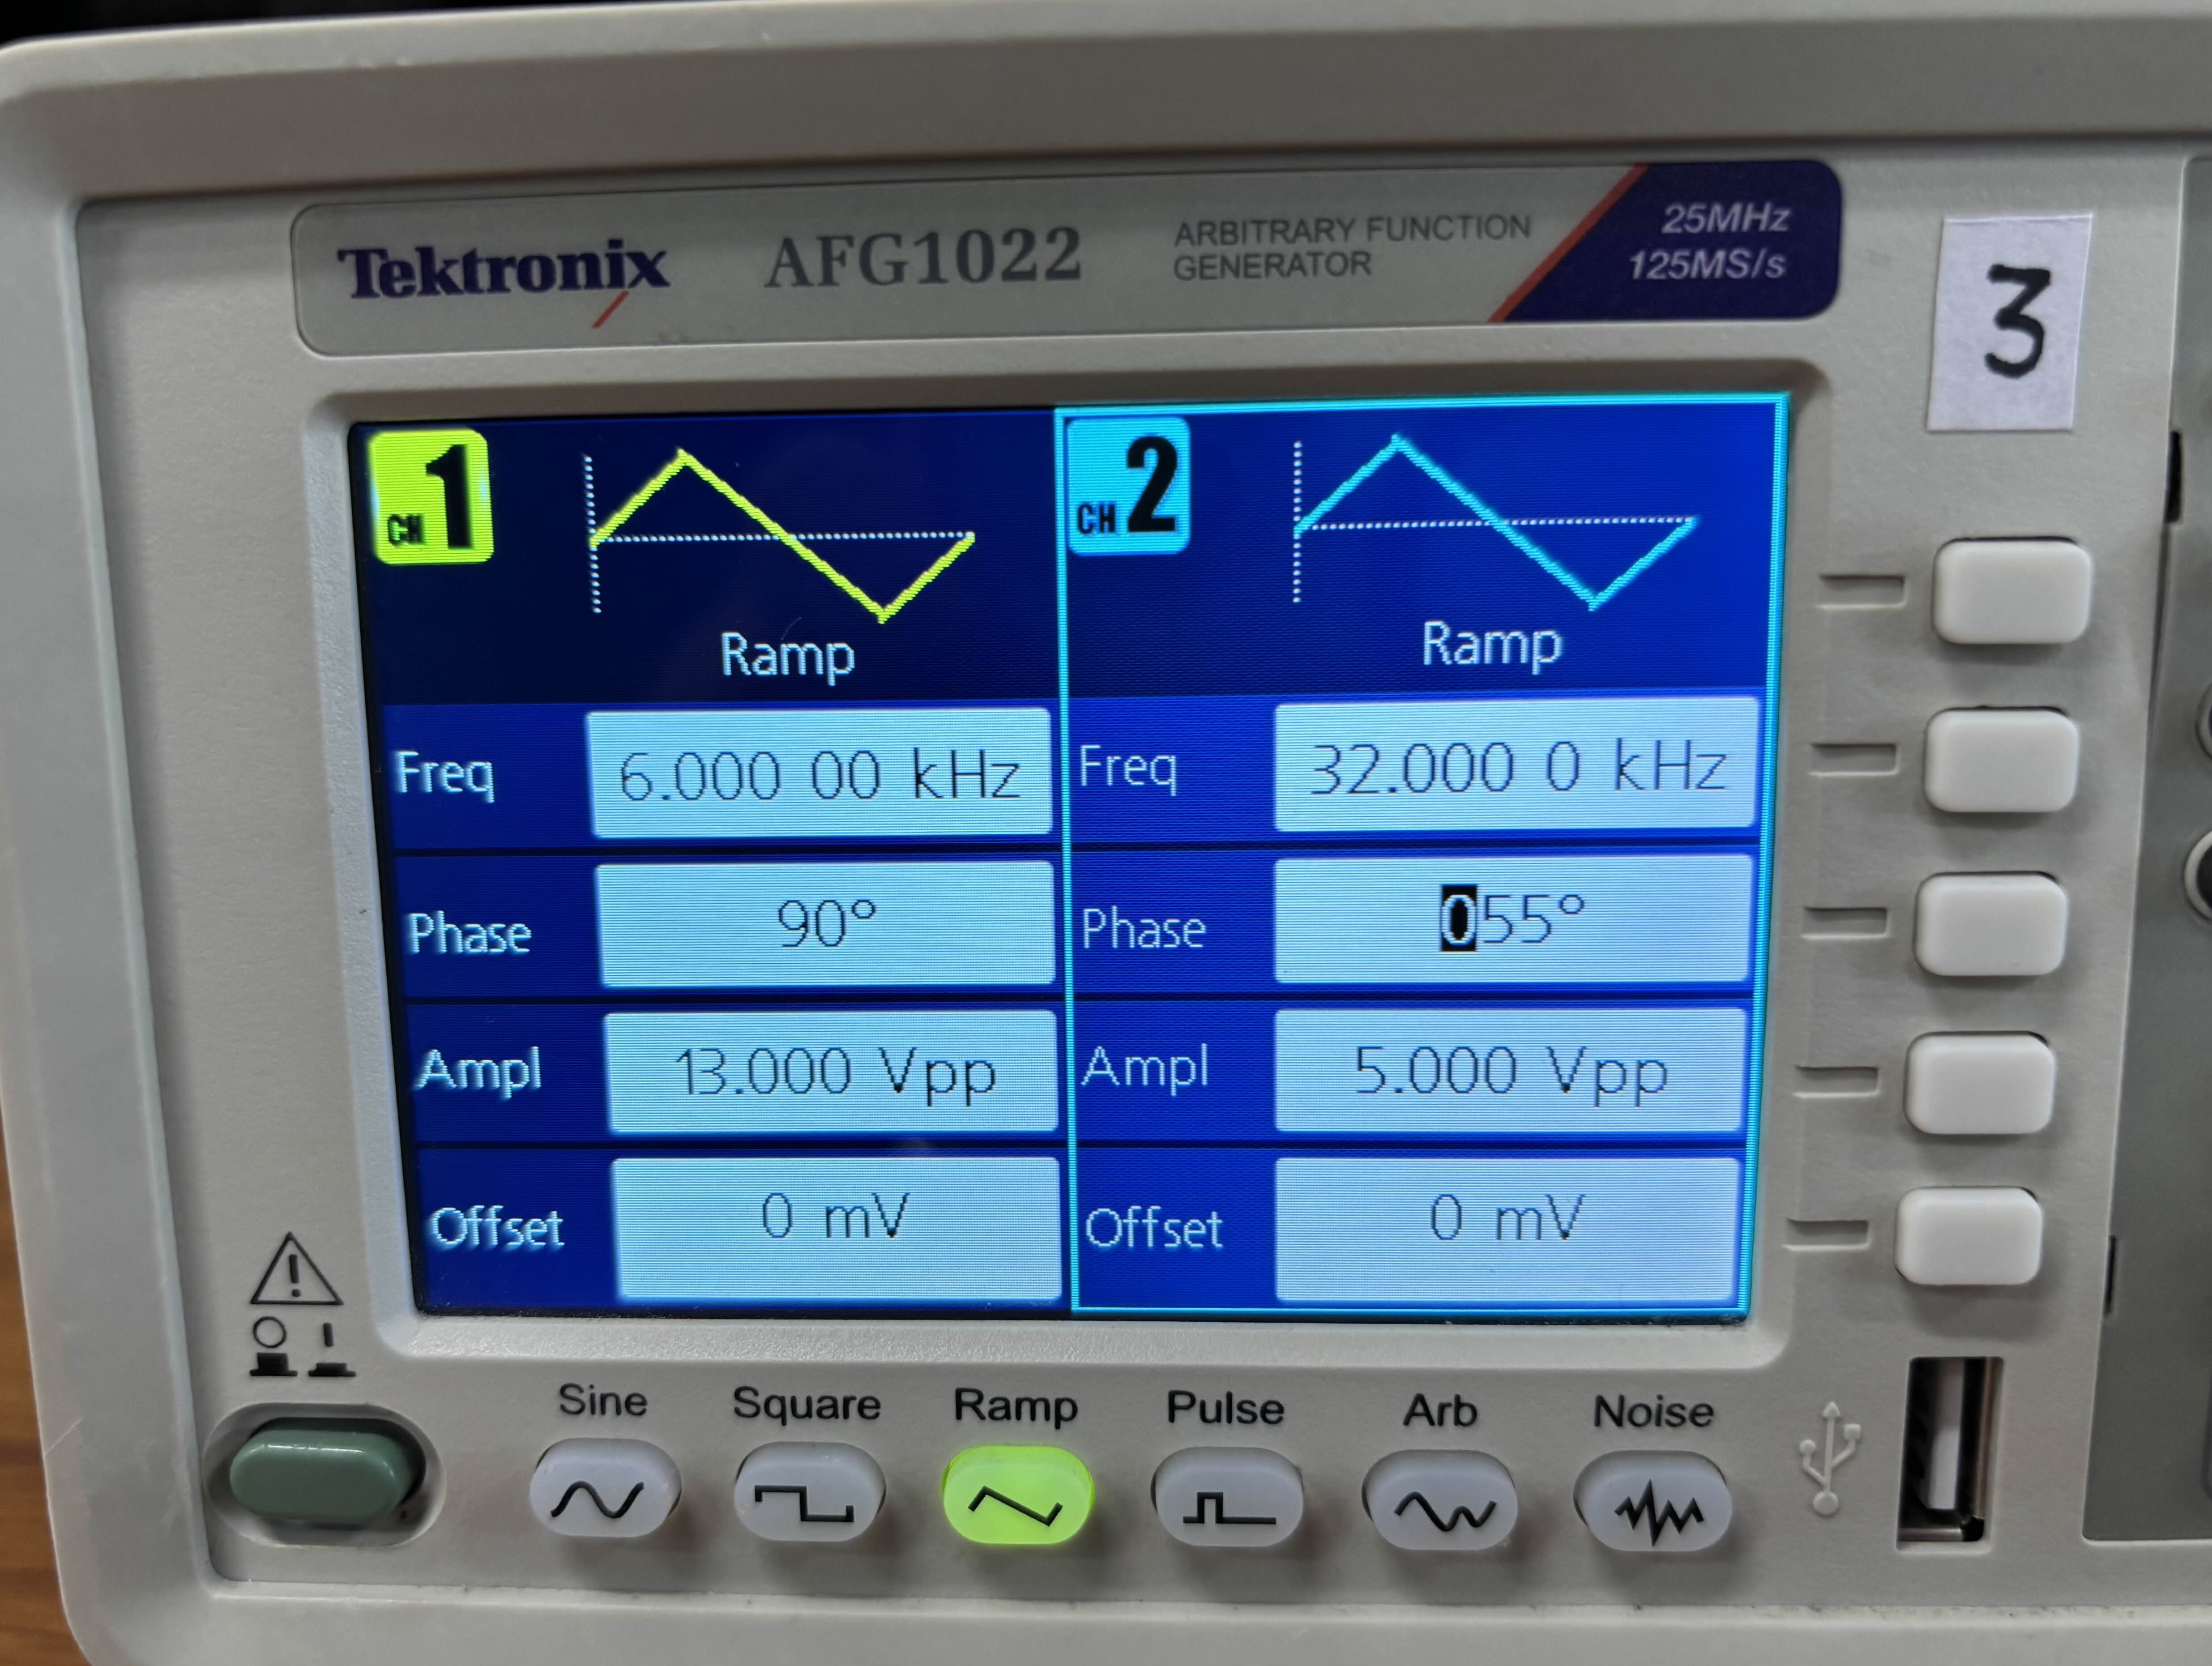 Tektronix AFG1022 ARBITRARY FUNCTION GENERATOR 25MHz 125MS/s
3
CH 1
Ramp
Freq 6.000 00 kHz
Phase 90°
Ampl 13.000 Vpp
Offset 0 mV
CH 2
Ramp
Freq 32.000 0 kHz
Phase 055°
Ampl 5.000 Vpp
Offset 0 mV
Sine Square Ramp Pulse Arb Noise